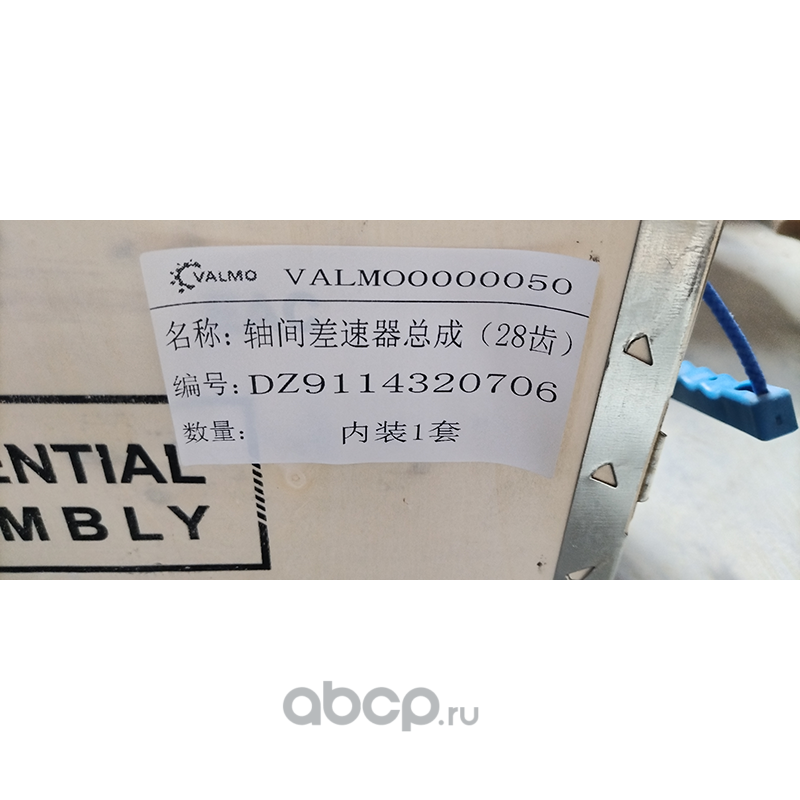 VALMO VALMO0000050
名称：轴间差速器总成（28齿）
编号：DZ9114320706
数量： 内装1套
ENTIAL
MBLY
abcp.ru